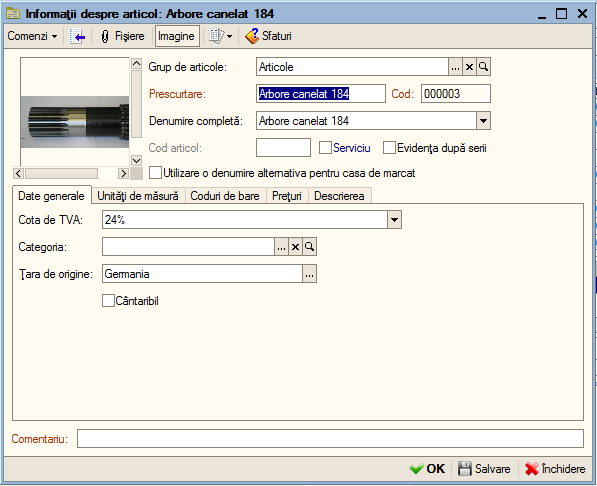 Informaţii despre articol: Arbore canelat 184
Comenzi Fişiere Imagine Sfaturi
Grup de articole: Articole ...
Prescurtare: Arbore canelat 184 Cod: 000003
Denumire completă: Arbore canelat 184
Cod articol: Serviciu Evidenţa după serii
Utilizare o denumire alternativa pentru casa de marcat
Date generale Unităţi de măsură Coduri de bare Preţuri Descrierea
Cota de TVA: 24%
Categoria: ...
Ţara de origine: Germania ...
Cântaribil
Comentariu:
OK Salvare Închidere